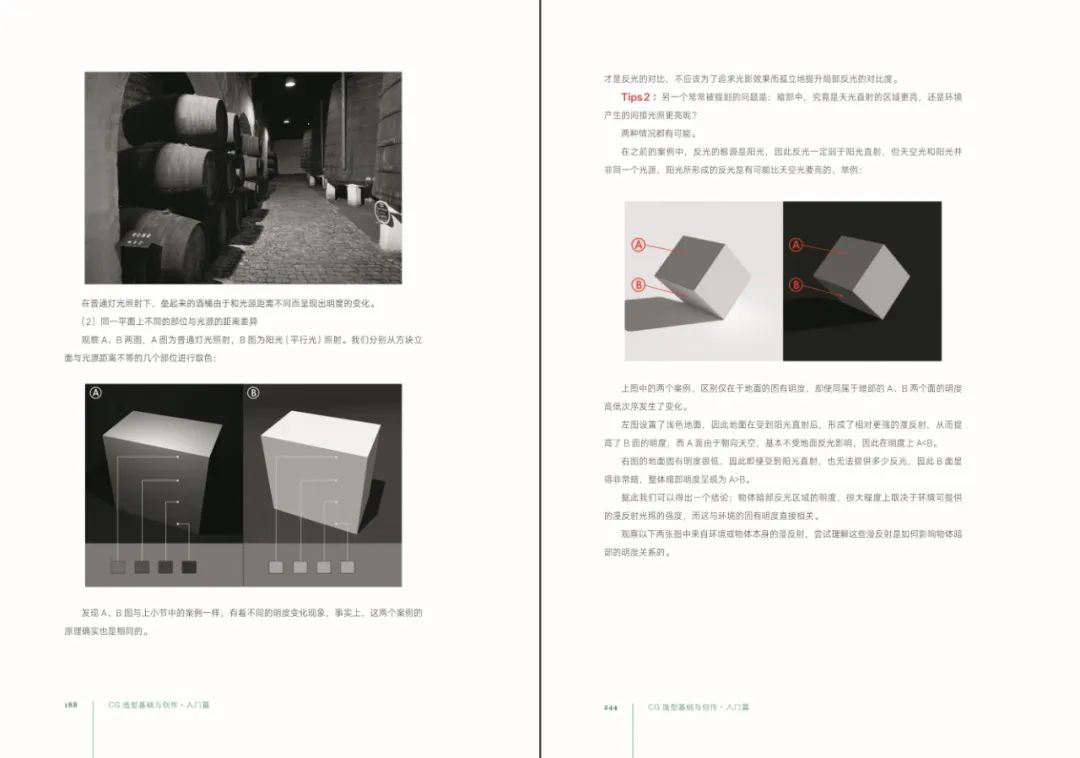 在普通灯光照射下，垒起来的酒桶由于和光源距离不同而呈现出明度的变化。
（2）同一平面上不同的部位与光源的距离差异
观察 A、B 两图，A 图为普通灯光照射，B 图为阳光（平行光）照射。我们分别从方块立
面与光源距离不等的几个部位进行取色：
A
B
发现 A、B 图与上小节中的案例一样，有着不同的明度变化现象，事实上，这两个案例的
原理确实也是相同的。
188
CG 造型基础与创作·入门篇
才是反光的对比，不应该为了追求光影效果而孤立地提升局部反光的对比度。
Tips2：另一个常常被提到的问题是：暗部中，究竟是天光直射的区域更亮，还是环境
产生的间接光照更亮呢？
两种情况都有可能。
在之前的案例中，反光的根源是阳光，因此反光一定弱于阳光直射，但天空光和阳光并
非同一个光源，阳光所形成的反光是有可能比天空光要亮的，举例：
A
B
A
B
上图中的两个案例，区别仅在于地面的固有明度，却使同属于暗部的 A、B 两个面的明度
高低次序发生了变化。
左图设置了浅色地面，因此地面在受到阳光直射后，形成了相对更强的漫反射，从而提
高了 B 面的明度，而 A 面由于朝向天空，基本不受地面反光影响，因此在明度上 A<B。
右图的地面固有明度很低，因此即便受到阳光直射，也无法提供多少反光，因此 B 面显
得非常暗，整体暗部明度呈现为 A>B。
据此我们可以得出一个结论：物体暗部反光区域的明度，很大程度上取决于环境可提供
的漫反射光照的强度，而这与环境的固有明度直接相关。
观察以下两张图中来自环境或物体本身的漫反射，尝试理解这些漫反射是如何影响物体暗
部的明度关系的。
244
CG 造型基础与创作·入门篇